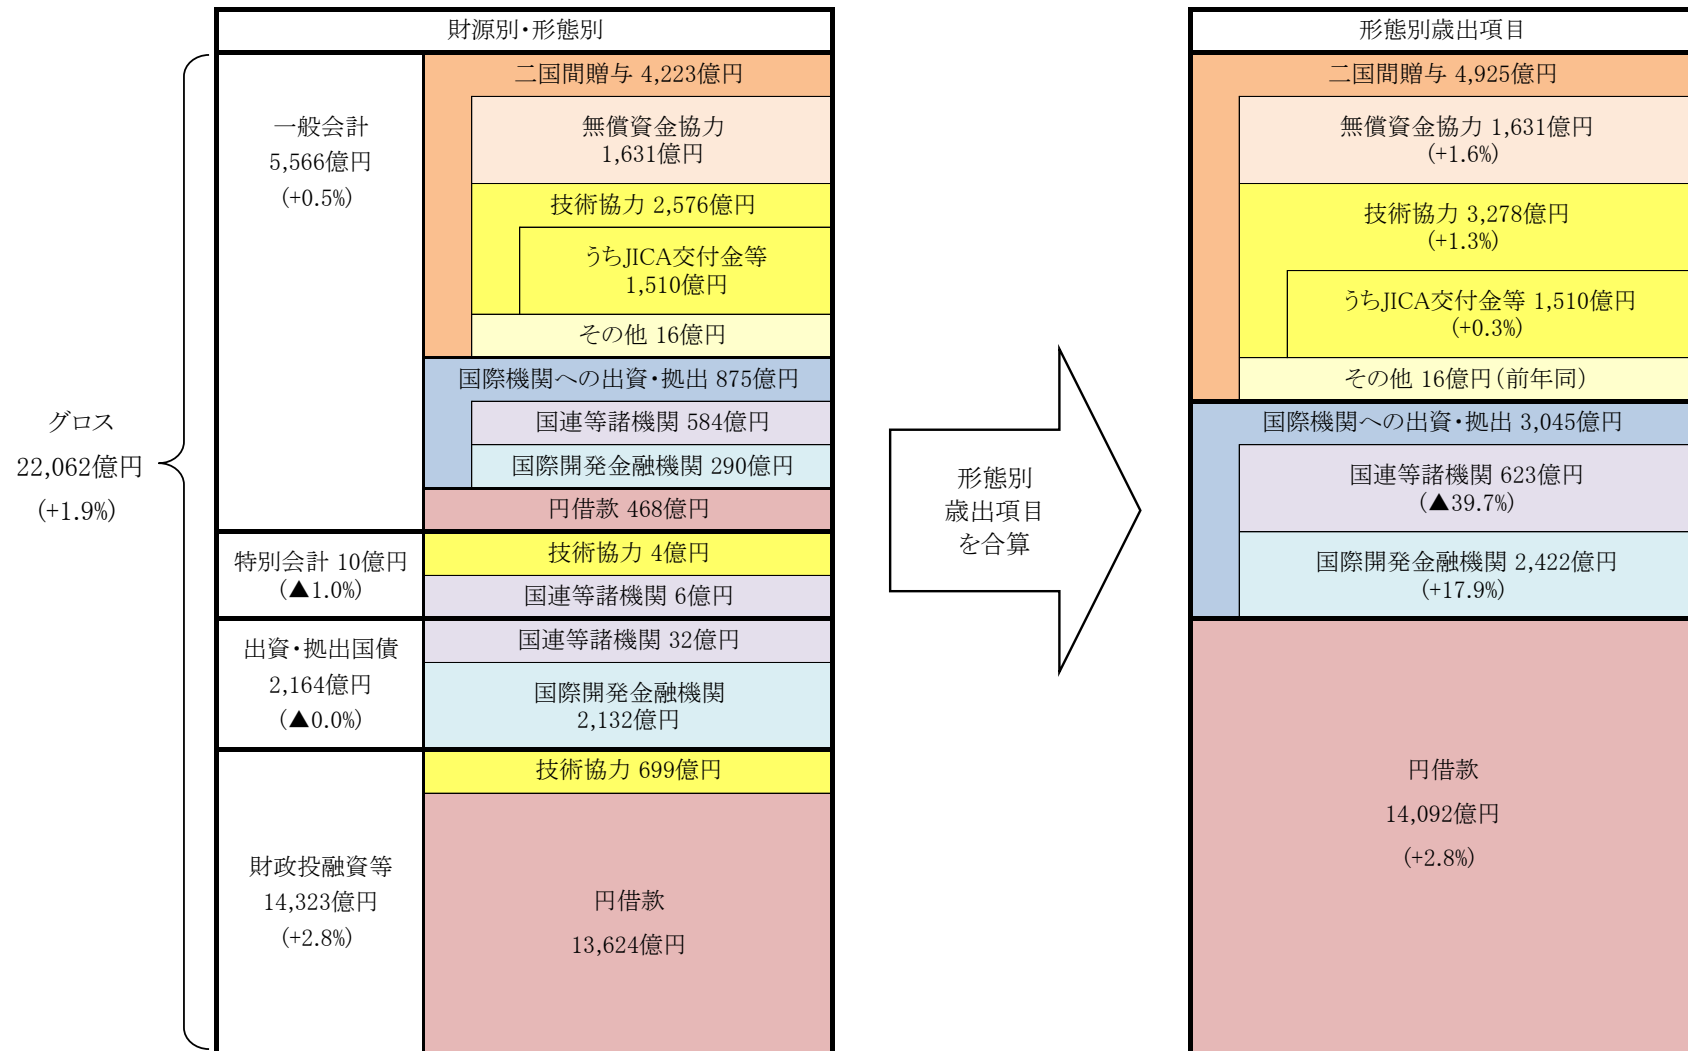 財源別・形態別
グロス
22,062億円
(+1.9%)
一般会計
5,566億円
(+0.5%)
二国間贈与 4,223億円
無償資金協力
1,631億円
技術協力 2,576億円
うちJICA交付金等
1,510億円
その他 16億円
国際機関への出資・拠出 875億円
国連等諸機関 584億円
国際開発金融機関 290億円
円借款 468億円
特別会計 10億円
(▲1.0%)
技術協力 4億円
国連等諸機関 6億円
出資・拠出国債
2,164億円
(▲0.0%)
国連等諸機関 32億円
国際開発金融機関
2,132億円
財政投融資等
14,323億円
(+2.8%)
技術協力 699億円
円借款
13,624億円
形態別
歳出項目
を合算
形態別歳出項目
二国間贈与 4,925億円
無償資金協力 1,631億円
(+1.6%)
技術協力 3,278億円
(+1.3%)
うちJICA交付金等 1,510億円
(+0.3%)
その他 16億円(前年同)
国際機関への出資・拠出 3,045億円
国連等諸機関 623億円
(▲39.7%)
国際開発金融機関 2,422億円
(+17.9%)
円借款
14,092億円
(+2.8%)